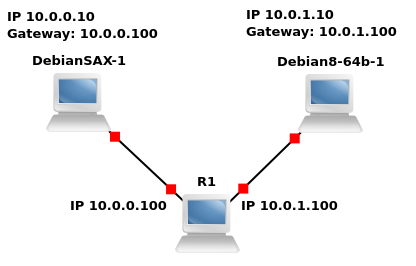 IP 10.0.0.10
Gateway: 10.0.0.100
DebianSAX-1
IP 10.0.1.10
Gateway: 10.0.1.100
Debian8-64b-1
R1
IP 10.0.0.100
IP 10.0.1.100